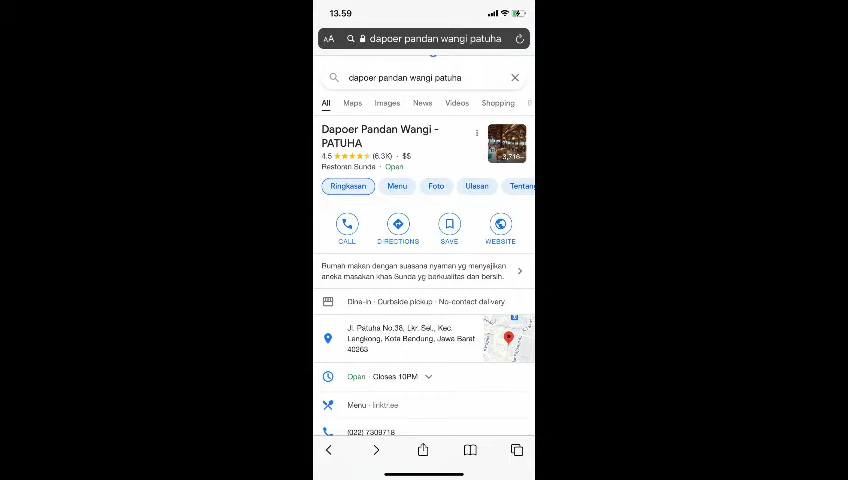 13.59
AA dapoer pandan wangi patuha
dapoer pandan wangi patuha
All Maps Images News Videos Shopping
Dapoer Pandan Wangi -
PATUHA
4.5 (6.3K) · $$
Restoran Sunda · Open
3,716
Ringkasan Menu Foto Ulasan Tentang
CALL DIRECTIONS SAVE WEBSITE
Rumah makan dengan suasana nyaman yg menyajikan
aneka masakan khas Sunda yg berkualitas dan bersih.
Dine-in · Curbside pickup · No-contact delivery
Jl. Patuha No.38, Lkr. Sel., Kec.
Lengkong, Kota Bandung, Jawa Barat
40263
Open · Closes 10PM
Menu · linktr.ee
(022) 7309718